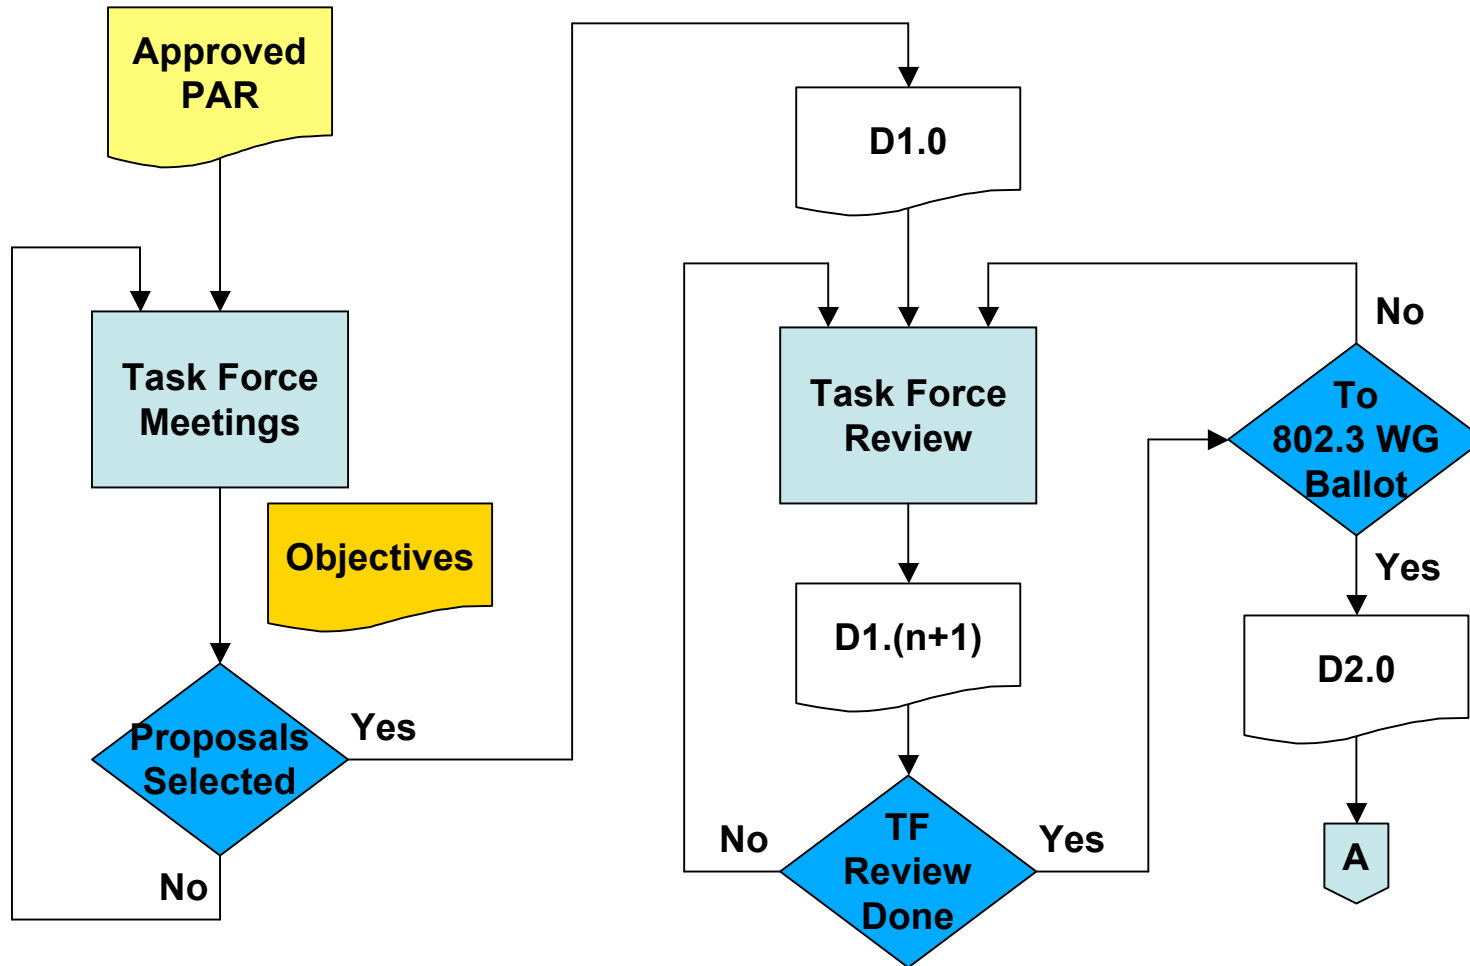 Approved
PAR
Task Force
Meetings
Objectives
Proposals
Selected
Yes
No
D1.0
Task Force
Review
D1.(n+1)
TF
Review
Done
No
Yes
To
802.3 WG
Ballot
No
Yes
D2.0
A